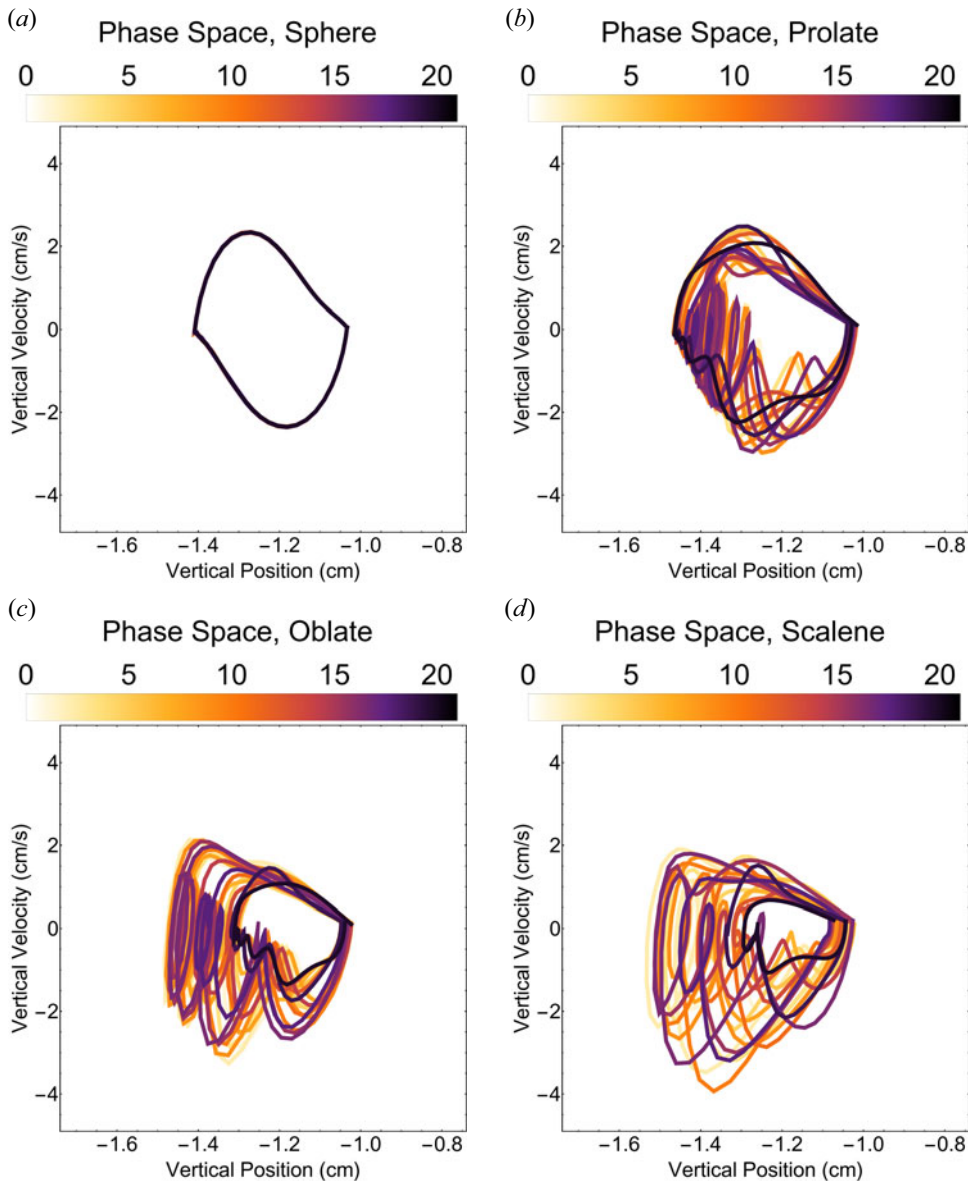 (a)
Phase Space, Sphere
0 5 10 15 20
4
2
0
−2
−4
Vertical Velocity (cm/s)
−1.6 −1.4 −1.2 −1.0 −0.8
Vertical Position (cm)
(b)
Phase Space, Prolate
0 5 10 15 20
4
2
0
−2
−4
Vertical Velocity (cm/s)
−1.6 −1.4 −1.2 −1.0 −0.8
Vertical Position (cm)
(c)
Phase Space, Oblate
0 5 10 15 20
4
2
0
−2
−4
Vertical Velocity (cm/s)
−1.6 −1.4 −1.2 −1.0 −0.8
Vertical Position (cm)
(d)
Phase Space, Scalene
0 5 10 15 20
4
2
0
−2
−4
Vertical Velocity (cm/s)
−1.6 −1.4 −1.2 −1.0 −0.8
Vertical Position (cm)